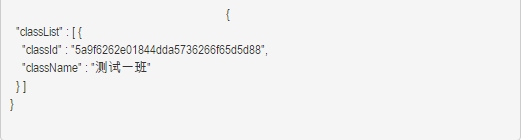 {
"classList" : [ {
"classId" : "5a9f6262e01844dda5736266f65d5d88",
"className" : "测试一班"
} ]
}